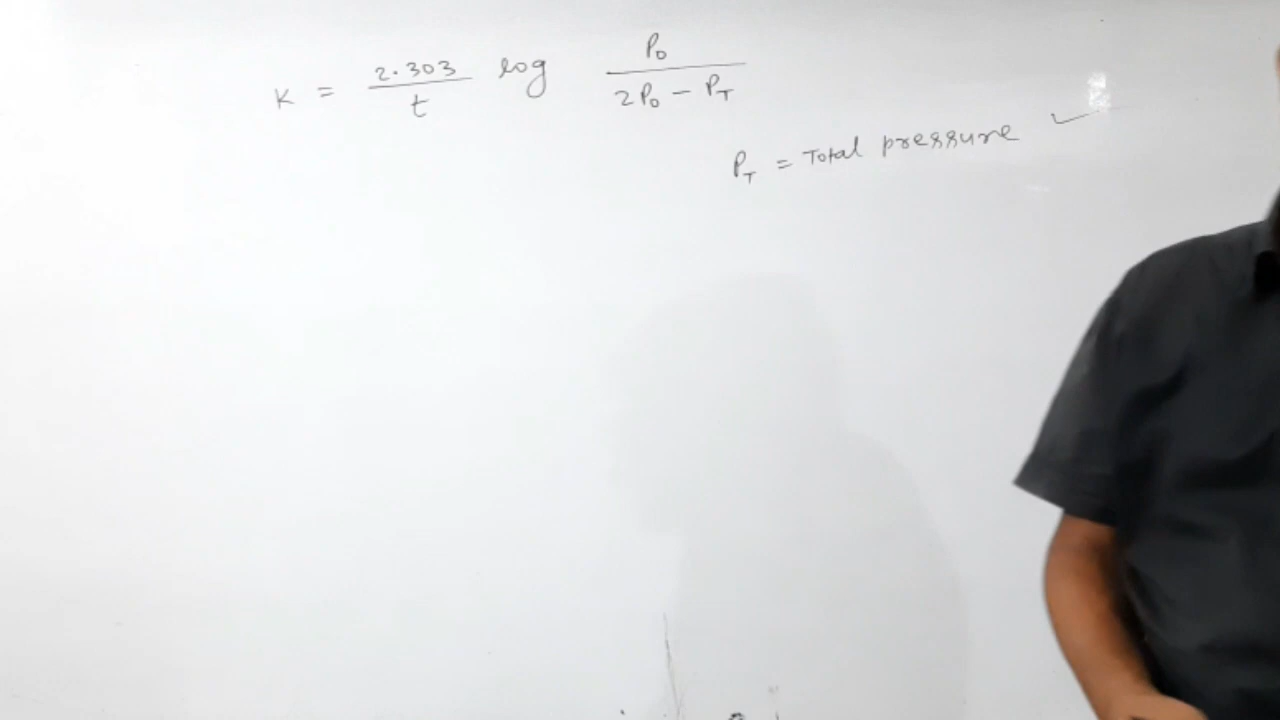 K = 2.303/t log P₀/(2P₀ - P_T)
P_T = Total pressure ✓